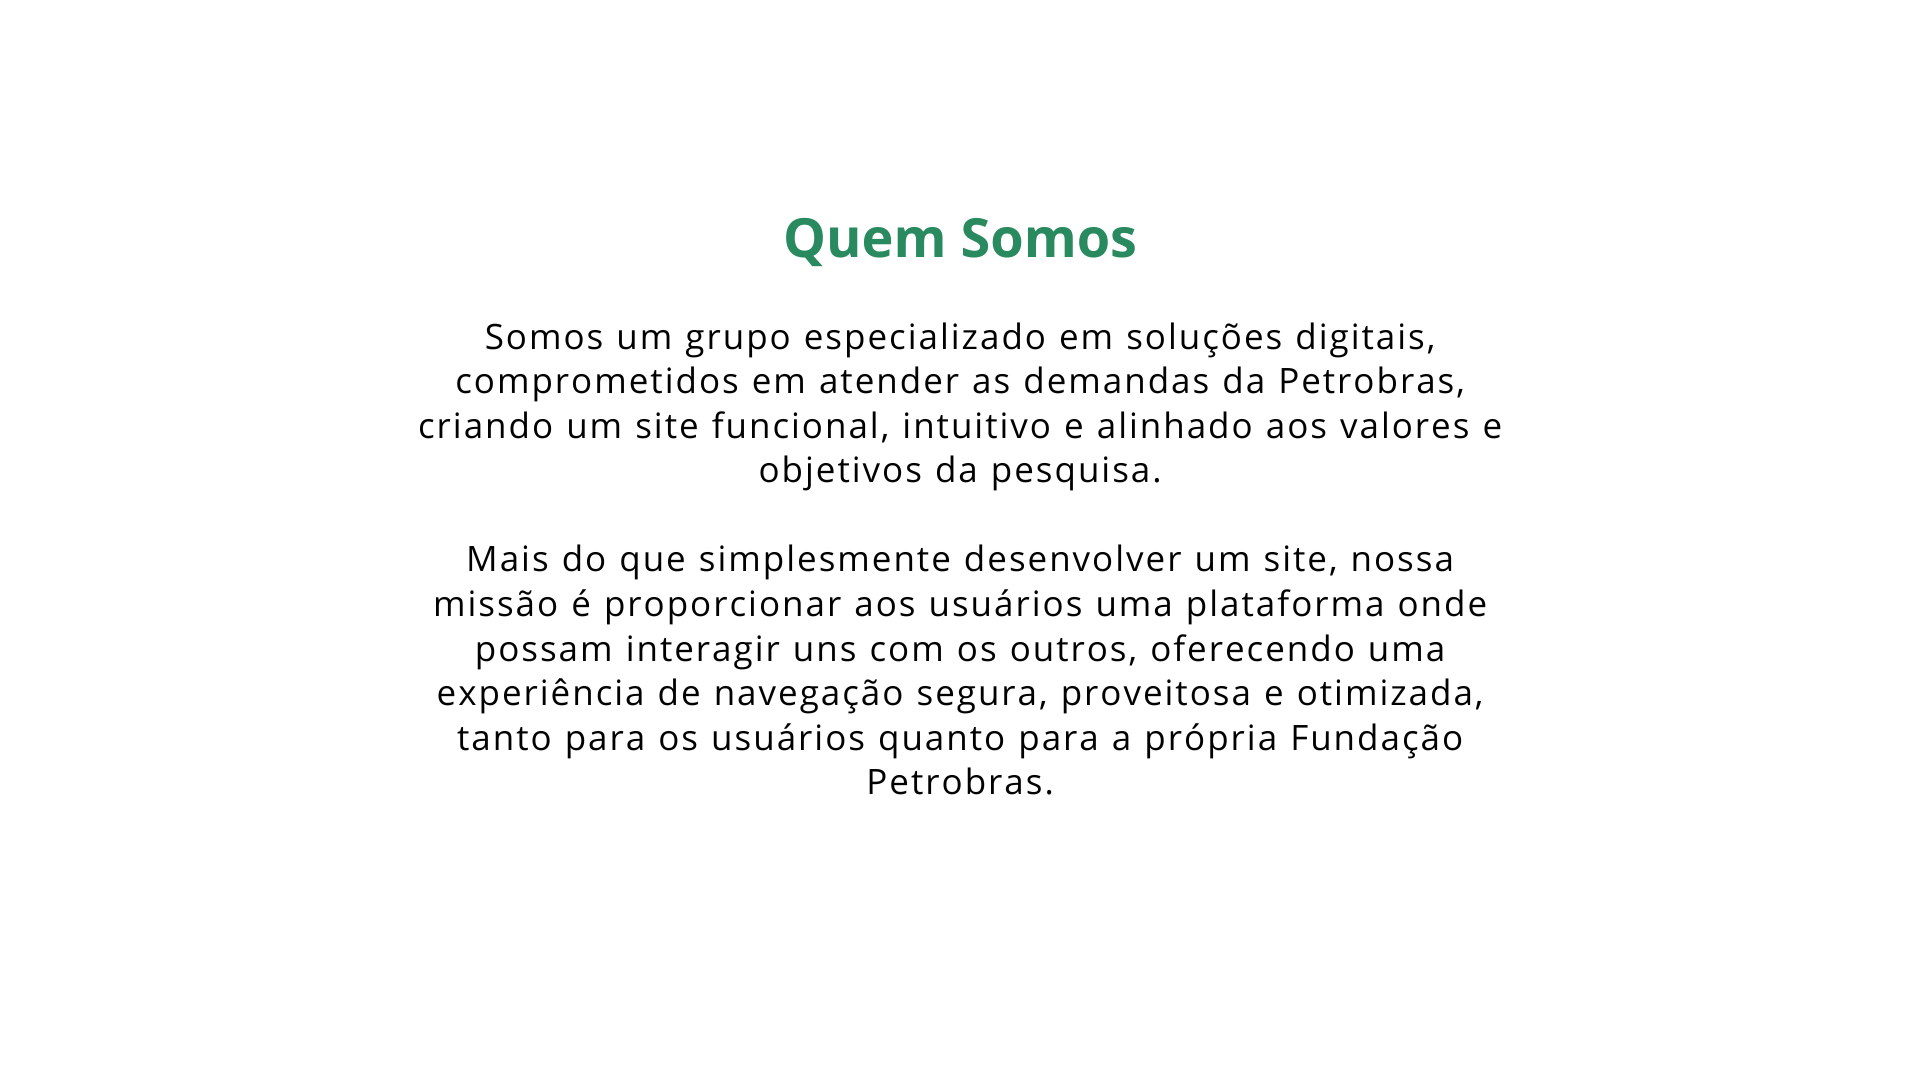 Quem Somos
Somos um grupo especializado em soluções digitais,
comprometidos em atender as demandas da Petrobras,
criando um site funcional, intuitivo e alinhado aos valores e
objetivos da pesquisa.
Mais do que simplesmente desenvolver um site, nossa
missão é proporcionar aos usuários uma plataforma onde
possam interagir uns com os outros, oferecendo uma
experiência de navegação segura, proveitosa e otimizada,
tanto para os usuários quanto para a própria Fundação
Petrobras.